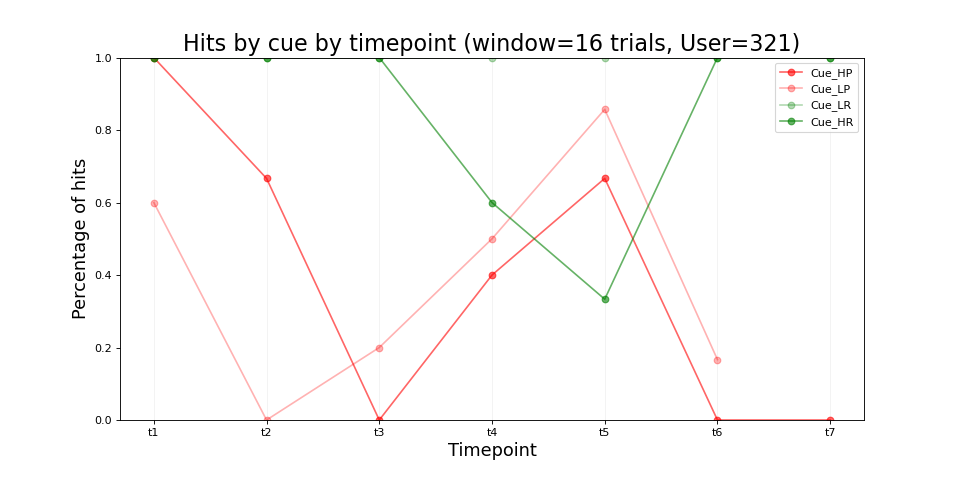 Hits by cue by timepoint (window=16 trials, User=321)
Percentage of hits
1.0
0.8
0.6
0.4
0.2
0.0
Cue_HP
Cue_LP
Cue_LR
Cue_HR
t1 t2 t3 t4 t5 t6 t7
Timepoint